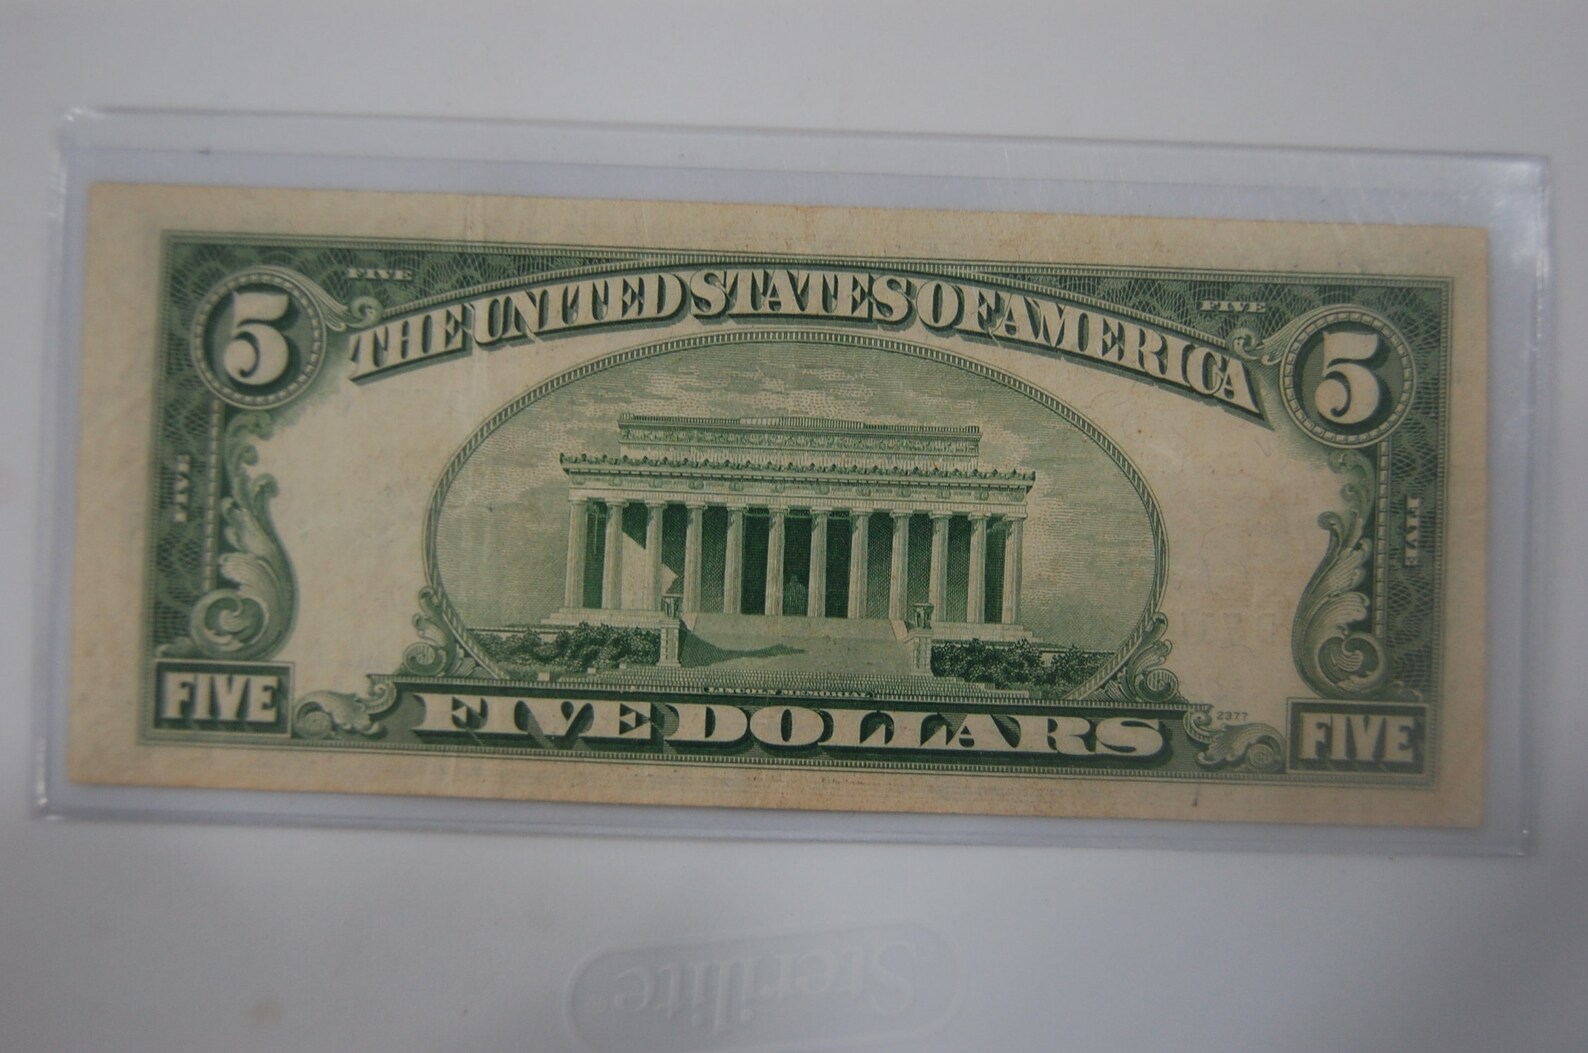 FIVE FIVE
5 THE UNITED STATES OF AMERICA 5
FIVE FIVE
LINCOLN MEMORIAL
FIVE FIVE DOLLARS 2377 FIVE
Sterilite